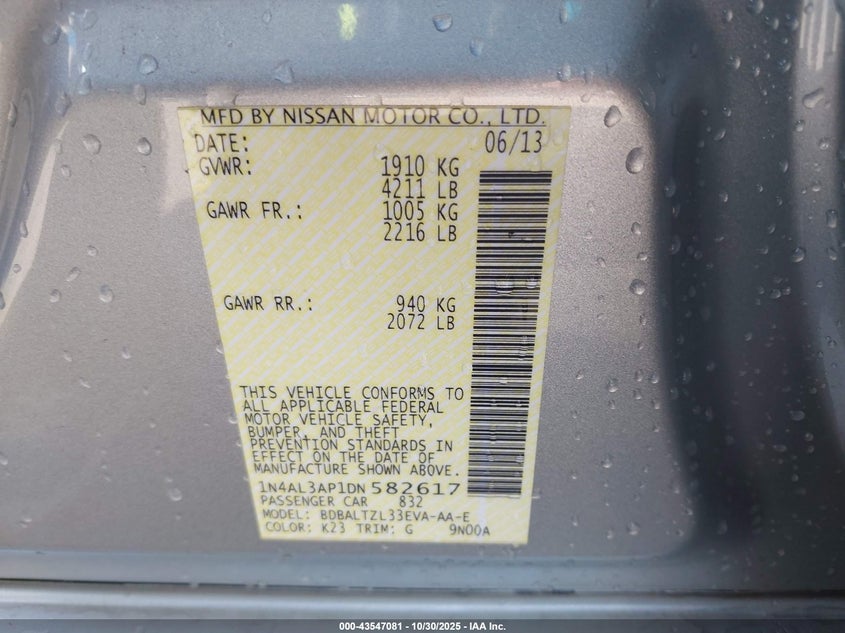 MFD BY NISSAN MOTOR CO., LTD.
DATE: 06/13
GVWR: 1910 KG
4211 LB
GAWR FR.: 1005 KG
2216 LB
GAWR RR.: 940 KG
2072 LB
THIS VEHICLE CONFORMS TO
ALL APPLICABLE FEDERAL
MOTOR VEHICLE SAFETY,
BUMPER, AND THEFT
PREVENTION STANDARDS IN
EFFECT ON THE DATE OF
MANUFACTURE SHOWN ABOVE.
1N4AL3AP1DN582617
PASSENGER CAR 832
MODEL: BDBALTZL33EVA-AA-E
COLOR: K23 TRIM: G 9N00A
000-43547081 - 10/30/2025 - IAA Inc.